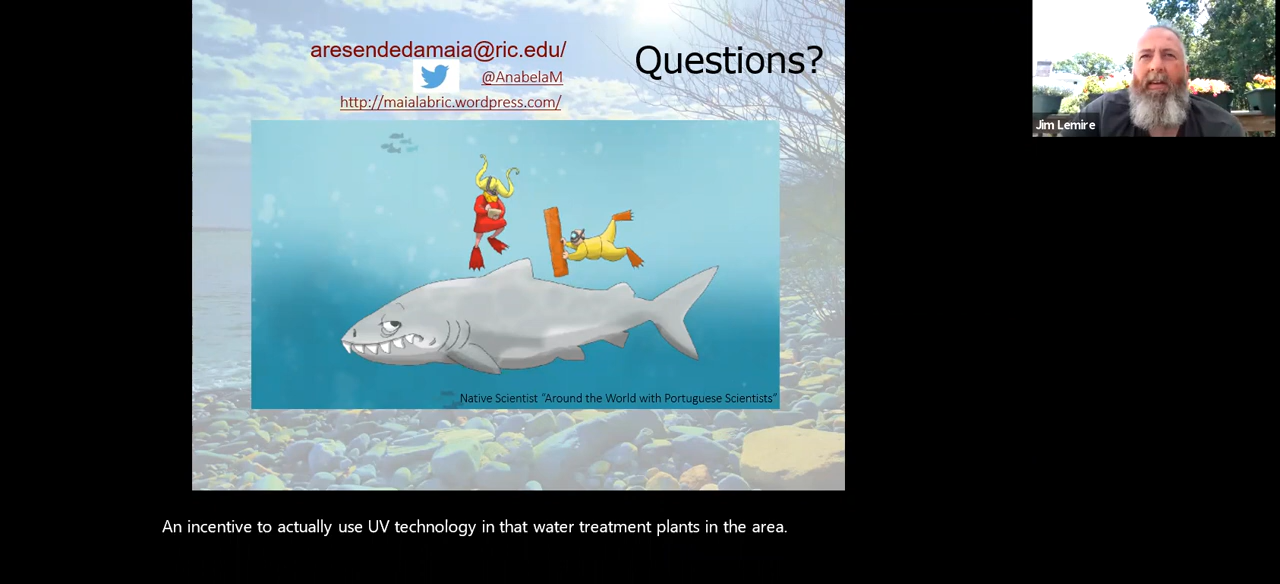 aresendedamaia@ric.edu/
Questions?
@AnabelaM
http://maialabric.wordpress.com/
Jim Lemire
Native Scientist “Around the World with Portuguese Scientists”
An incentive to actually use UV technology in that water treatment plants in the area.